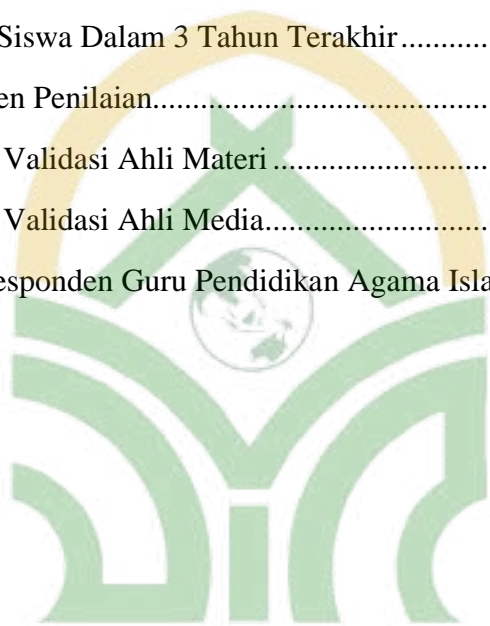 Siswa Dalam 3 Tahun Terakhir...........
en Penilaian.......................................
Validasi Ahli Materi..........................
Validasi Ahli Media...........................
esponden Guru Pendidikan Agama Isla